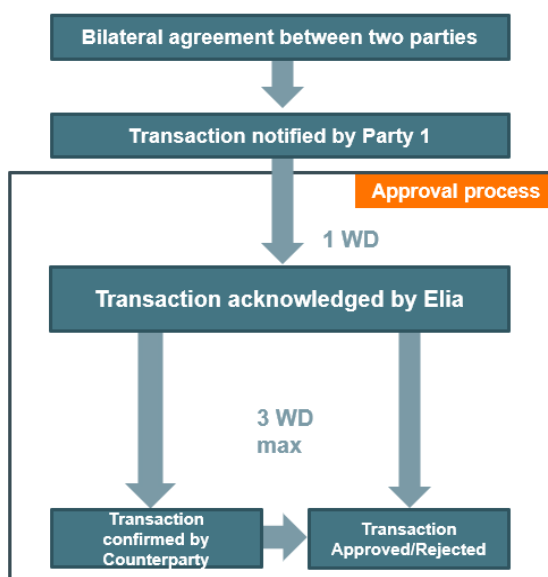 Bilateral agreement between two parties
Transaction notified by Party 1
Approval process
1 WD
Transaction acknowledged by Elia
3 WD
max
Transaction
confirmed by
Counterparty
Transaction
Approved/Rejected